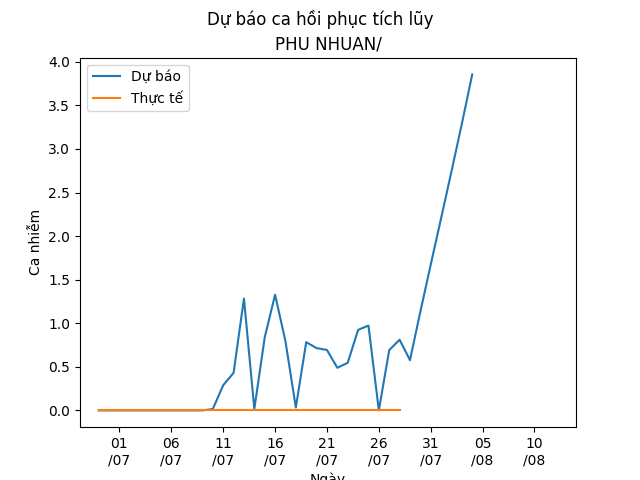 Dự báo ca hồi phục tích lũy
PHU NHUAN/
Dự báo
Thực tế
Ca nhiễm
4.0
3.5
3.0
2.5
2.0
1.5
1.0
0.5
0.0
01 06 11 16 21 26 31 05 10
/07 /07 /07 /07 /07 /07 /07 /08 /08
Ngày